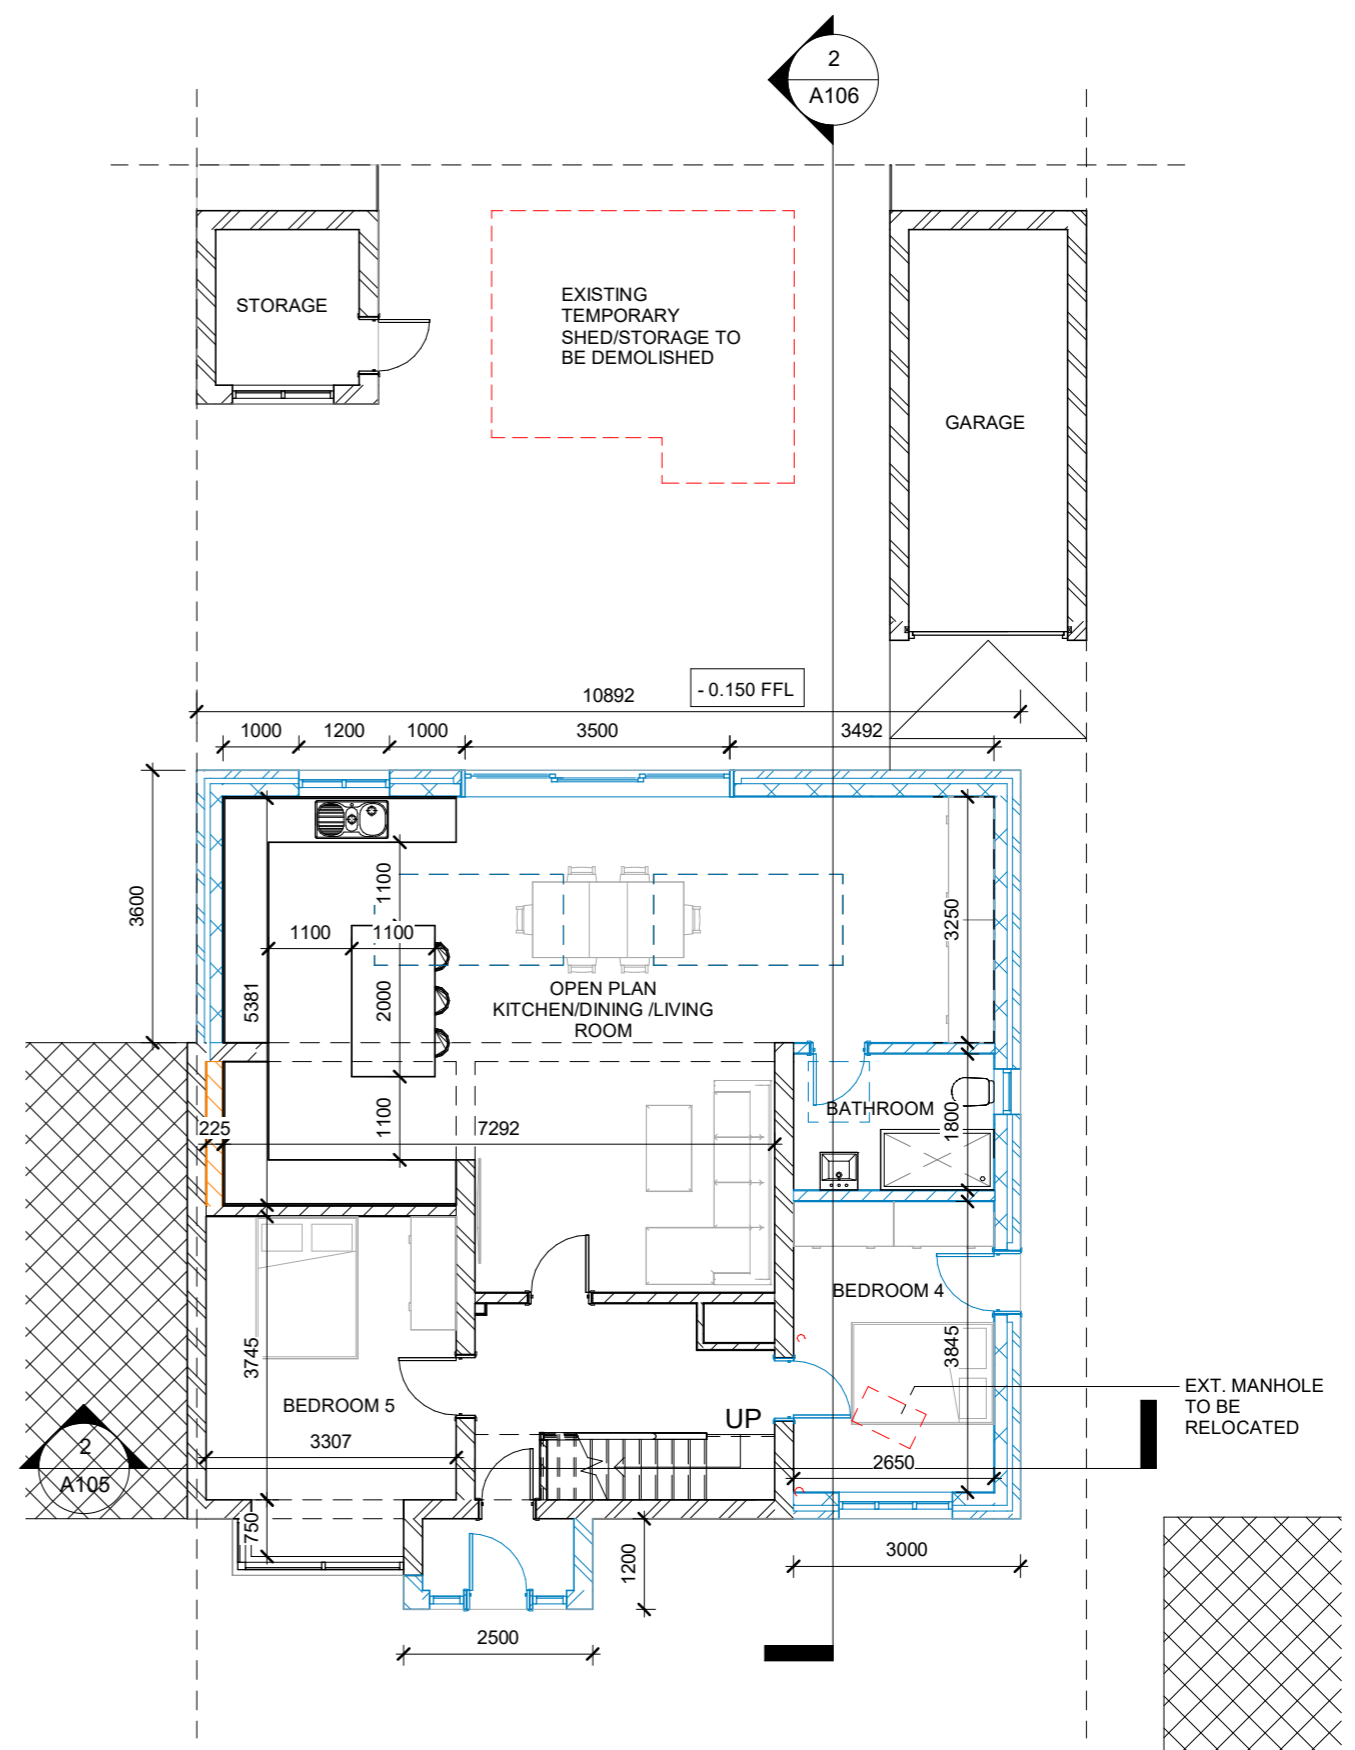 2
A106
STORAGE
EXISTING
TEMPORARY
SHED/STORAGE TO
BE DEMOLISHED
GARAGE
10892
- 0.150 FFL
1000
1200
1000
3500
3492
3600
1100
1100
1100
3250
5381
2000
OPEN PLAN
KITCHEN/DINING /LIVING
ROOM
225
1100
7292
BATHROOM
1800
BEDROOM 4
3745
3845
BEDROOM 5
UP
EXT. MANHOLE
TO BE
RELOCATED
2
A105
3307
2650
750
1200
3000
2500